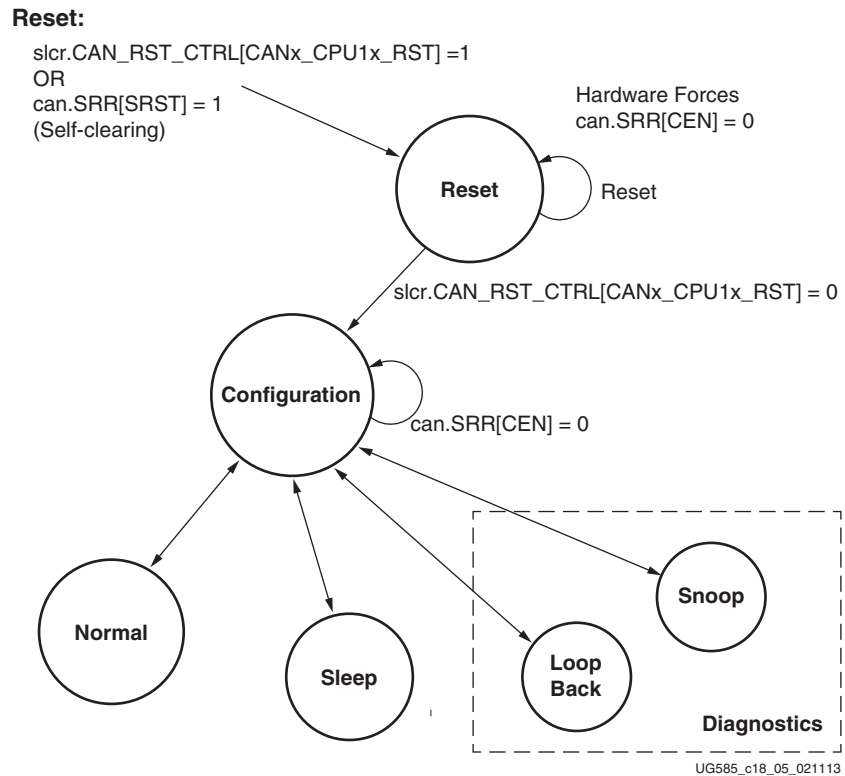 Reset:
slcr.CAN_RST_CTRL[CANx_CPU1x_RST] =1
OR
can.SRR[SRST] = 1
(Self-clearing)
Hardware Forces
can.SRR[CEN] = 0
Reset
Reset
slcr.CAN_RST_CTRL[CANx_CPU1x_RST] = 0
Configuration
can.SRR[CEN] = 0
Normal
Sleep
Loop
Back
Snoop
Diagnostics
UG585_c18_05_021113